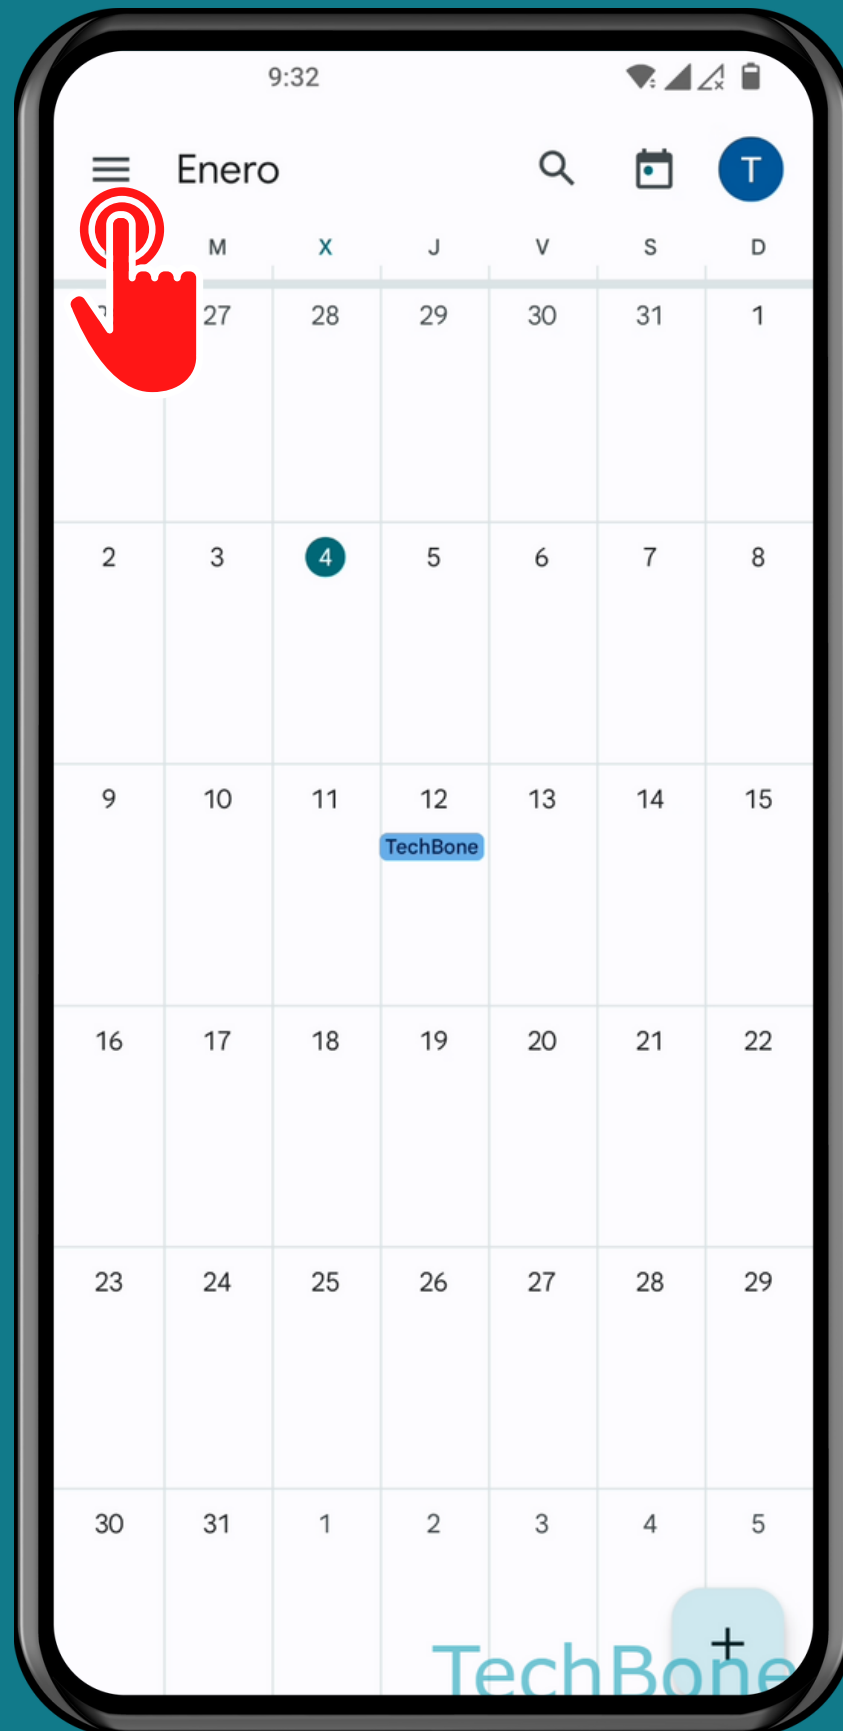 9:32
Enero
T
M X J V S D
27 28 29 30 31 1
2 3 4 5 6 7 8
9 10 11 12 13 14 15
TechBone
16 17 18 19 20 21 22
23 24 25 26 27 28 29
30 31 1 2 3 4 5
+
TechBone